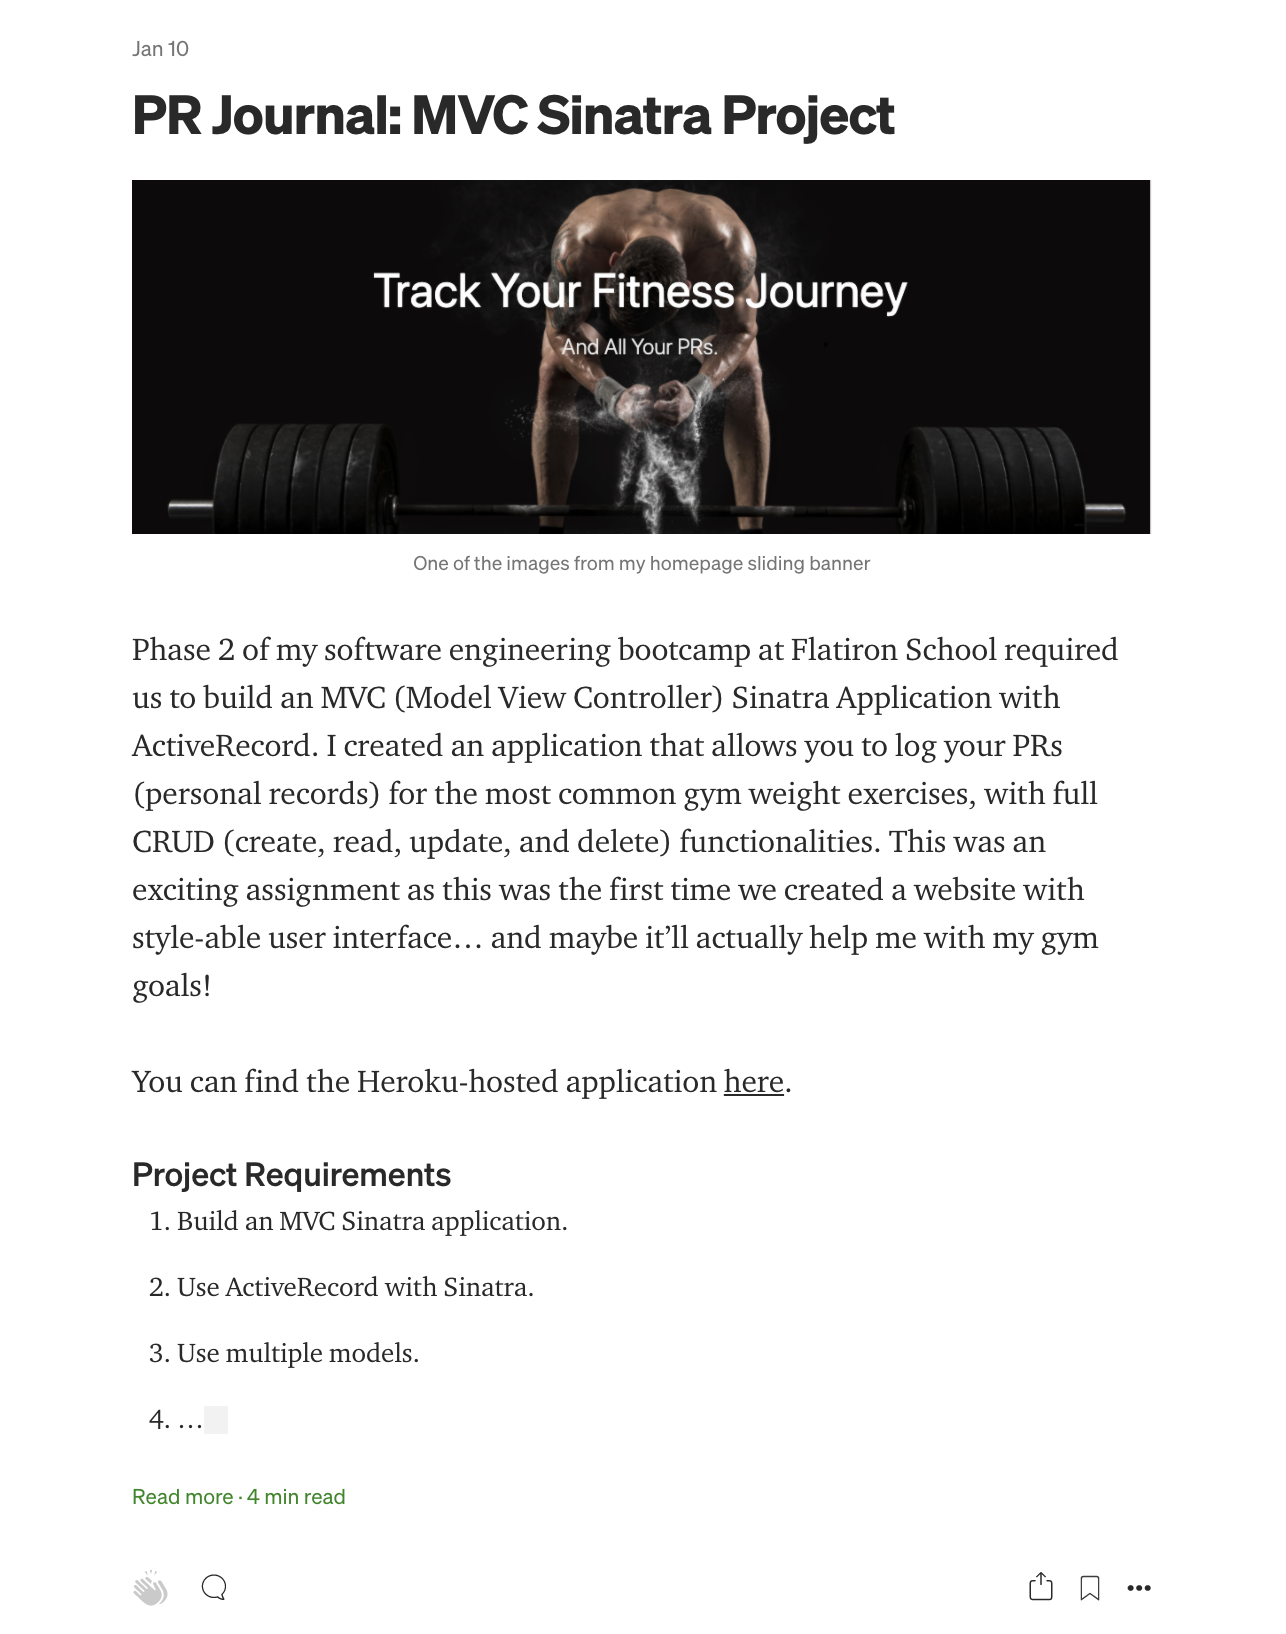 Jan 10
PR Journal: MVC Sinatra Project
Track Your Fitness Journey
And All Your PRs.
One of the images from my homepage sliding banner
Phase 2 of my software engineering bootcamp at Flatiron School required
us to build an MVC (Model View Controller) Sinatra Application with
ActiveRecord. I created an application that allows you to log your PRs
(personal records) for the most common gym weight exercises, with full
CRUD (create, read, update, and delete) functionalities. This was an
exciting assignment as this was the first time we created a website with
style-able user interface… and maybe it’ll actually help me with my gym
goals!
You can find the Heroku-hosted application here.
Project Requirements
1. Build an MVC Sinatra application.
2. Use ActiveRecord with Sinatra.
3. Use multiple models.
4. …
Read more · 4 min read